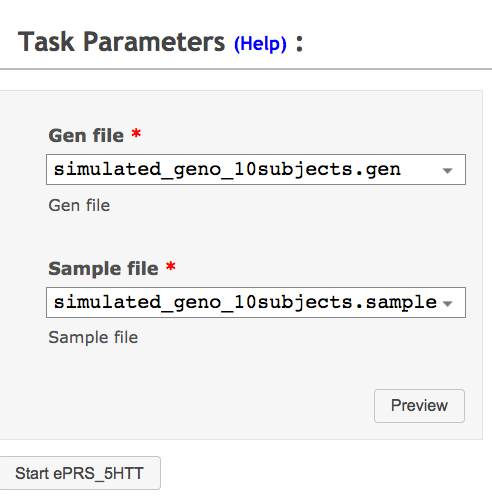 Task Parameters (Help) :
Gen file *
simulated_geno_10subjects.gen
Gen file
Sample file *
simulated_geno_10subjects.sample
Sample file
Preview
Start ePRS_5HTT